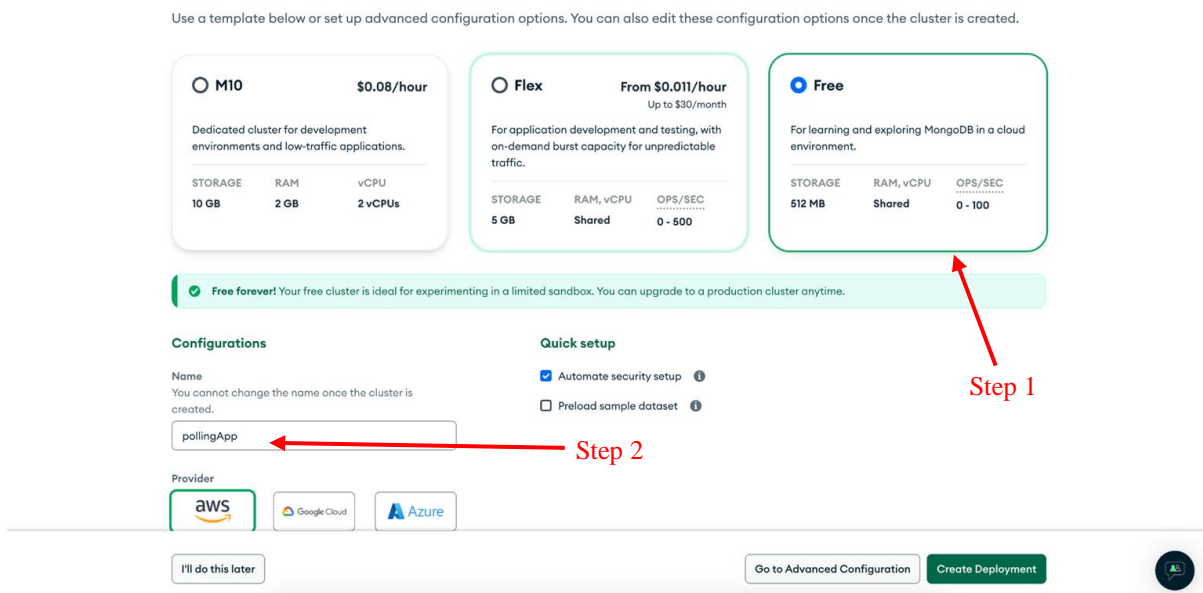 Use a template below or set up advanced configuration options. You can also edit these configuration options once the cluster is created.
M10
$0.08/hour
Dedicated cluster for development
environments and low-traffic applications.
STORAGE RAM vCPU
10 GB 2 GB 2 vCPUs
Flex
From $0.011/hour
Up to $30/month
For application development and testing, with
on-demand burst capacity for unpredictable
traffic.
STORAGE RAM, vCPU OPS/SEC
5 GB Shared 0 - 500
Free
For learning and exploring MongoDB in a cloud
environment.
STORAGE RAM, vCPU OPS/SEC
512 MB Shared 0 - 100
Free forever! Your free cluster is ideal for experimenting in a limited sandbox. You can upgrade to a production cluster anytime.
Step 1
Configurations
Name
You cannot change the name once the cluster is
created.
pollingApp
Quick setup
Automate security setup
Preload sample dataset
Step 2
Provider
aws
Google Cloud
Azure
I'll do this later
Go to Advanced Configuration
Create Deployment